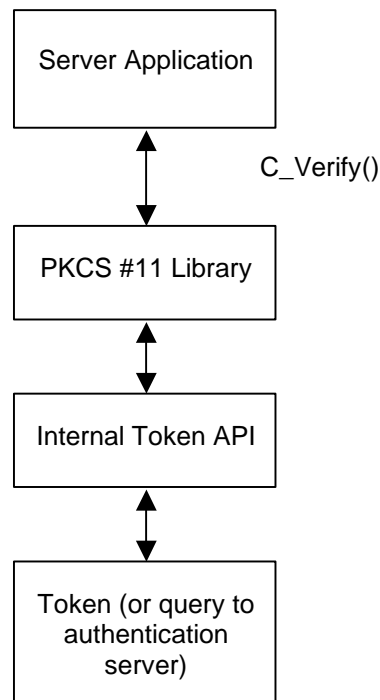 Server Application
C_Verify()
PKCS #11 Library
Internal Token API
Token (or query to
authentication
server)